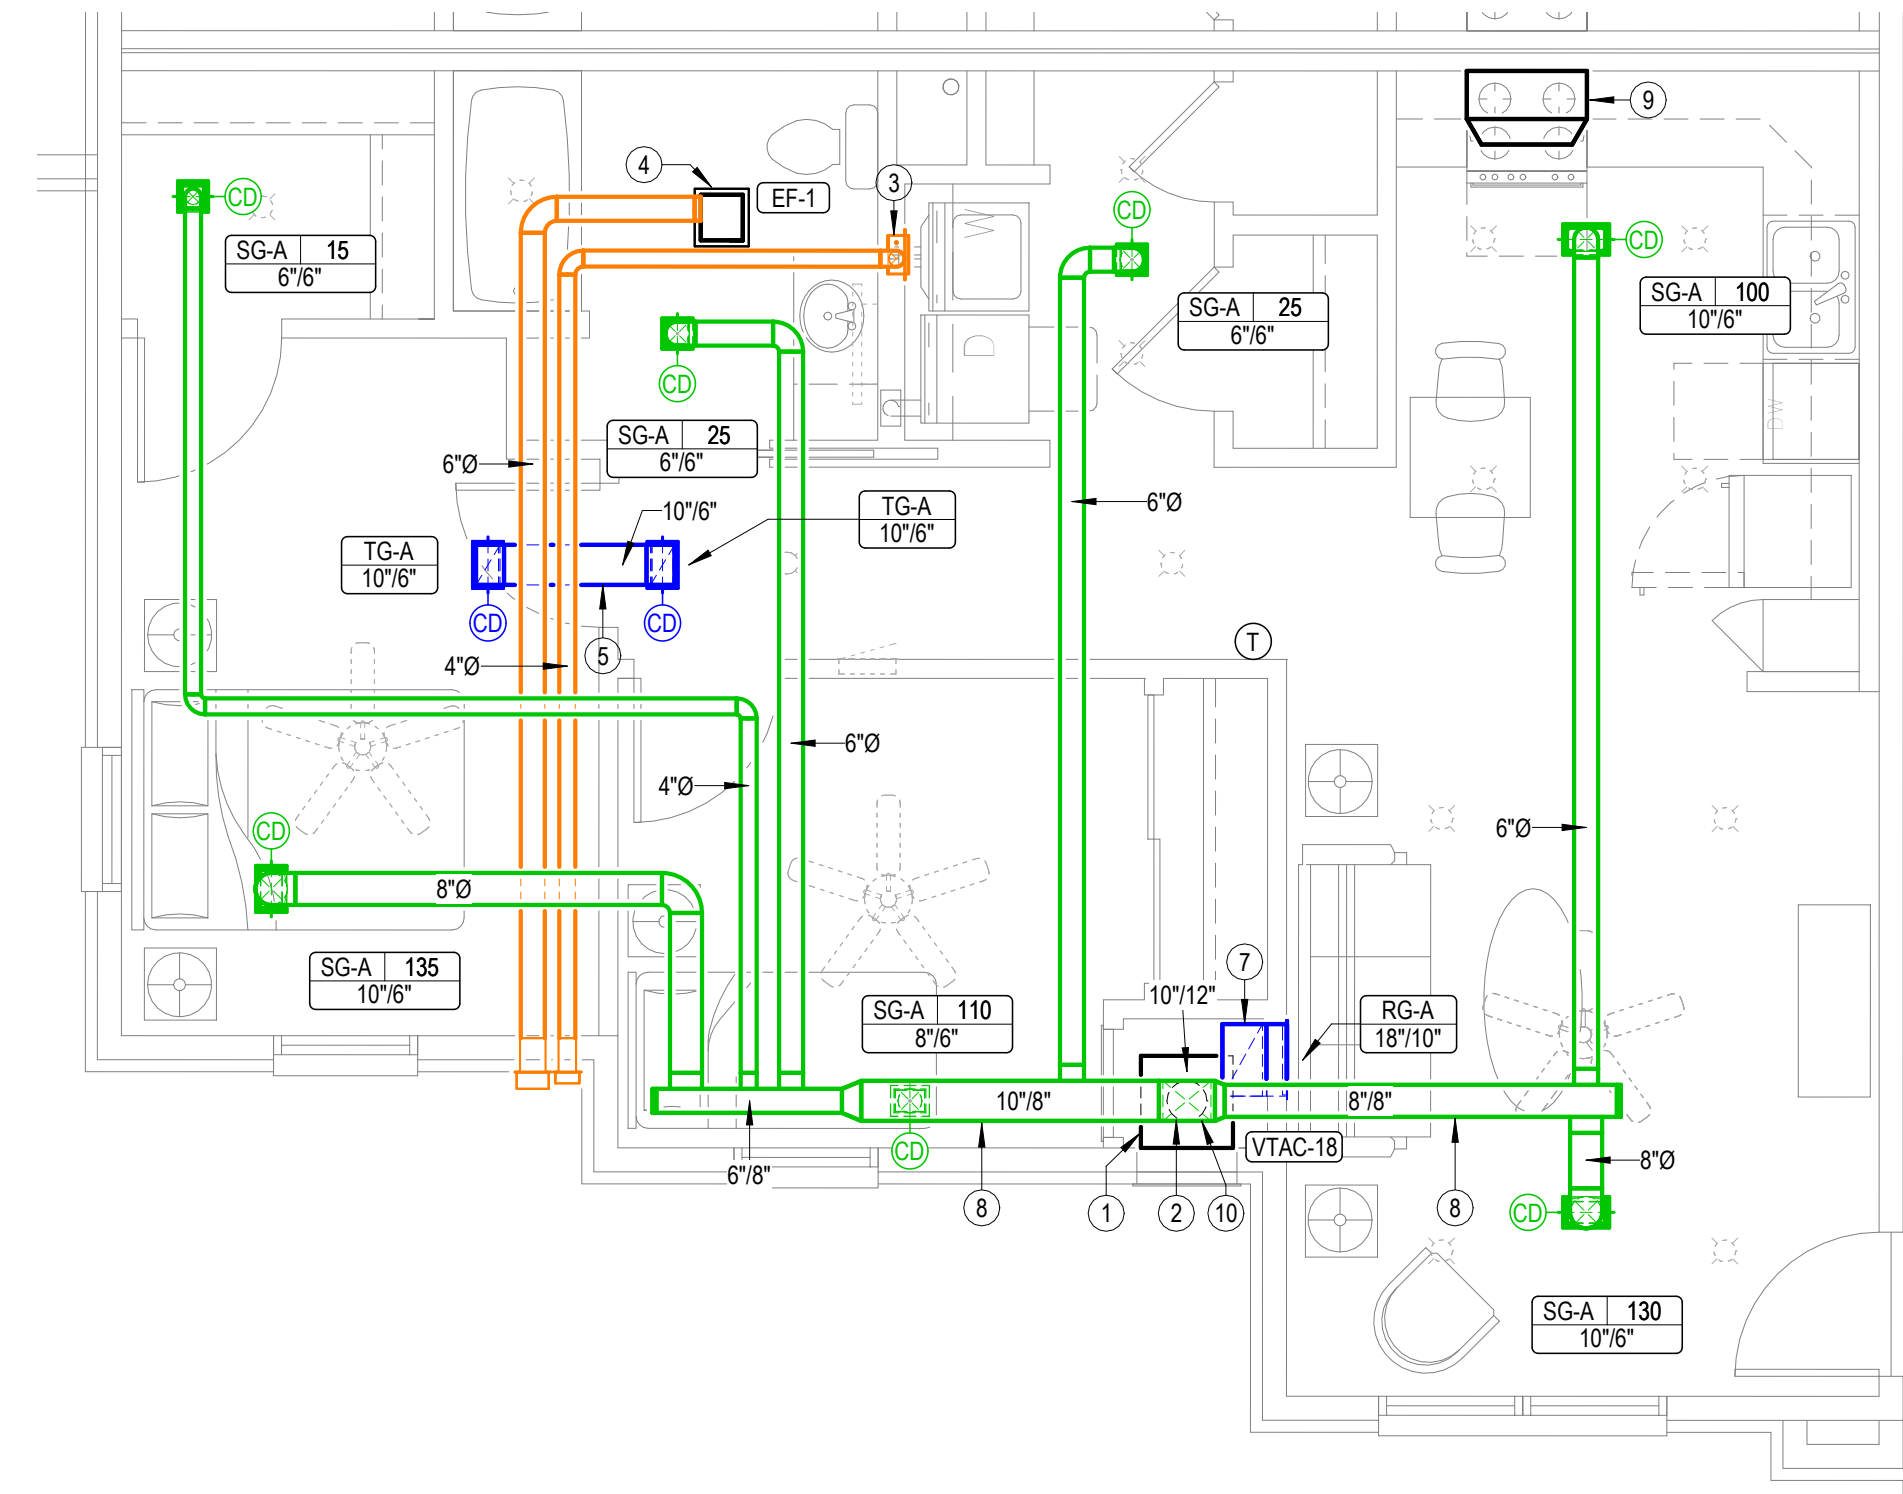 9
4
EF-1
3
CD
CD
CD
SG-A 15
6"/6"
SG-A 25
6"/6"
SG-A 100
10"/6"
W
D
CD
SG-A 25
6"/6"
DW
6"Ø
10"/6"
TG-A
10"/6"
6"Ø
TG-A
10"/6"
CD
CD
5
T
4"Ø
6"Ø
4"Ø
6"Ø
CD
8"Ø
SG-A 135
10"/6"
7
10"/12"
SG-A 110
8"/6"
RG-A
18"/10"
10"/8"
8"/8"
CD
VTAC-18
6"/8"
8"Ø
8
1
2
10
8
CD
SG-A 130
10"/6"